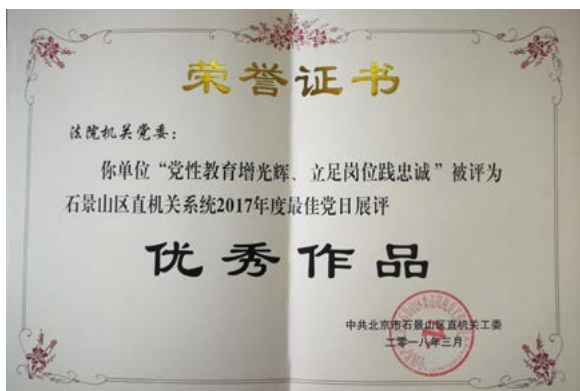 荣誉证书
法院机关党委：
你单位“党性教育增光辉、立足岗位践忠诚”被评为
石景山区直机关系统2017年度最佳党日展评
优秀作品
中共北京市石景山区直机关工委
二零一八年三月